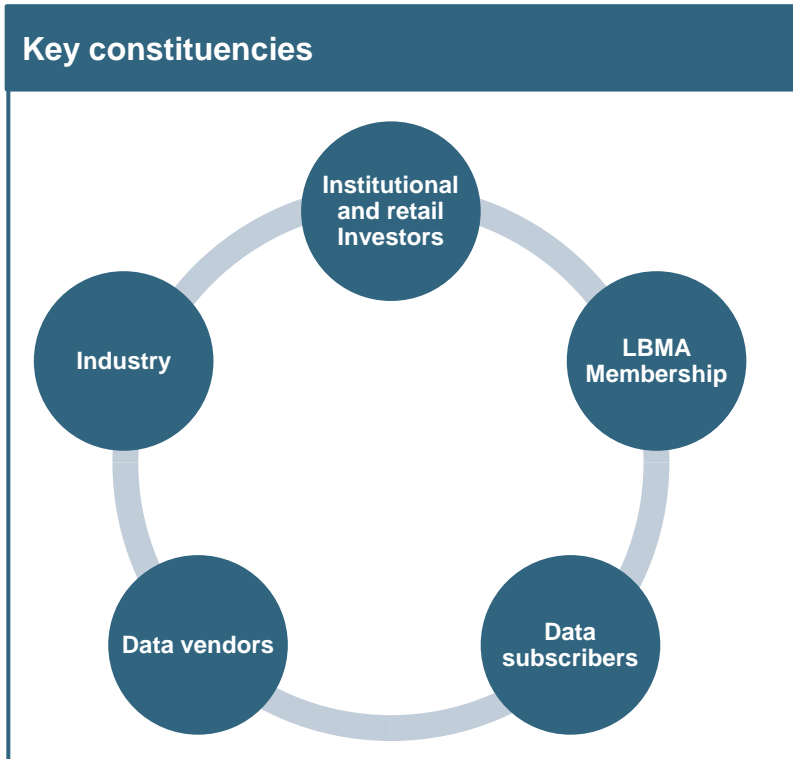 Key constituencies
Institutional
and retail
Investors
LBMA
Membership
Data
subscribers
Data vendors
Industry